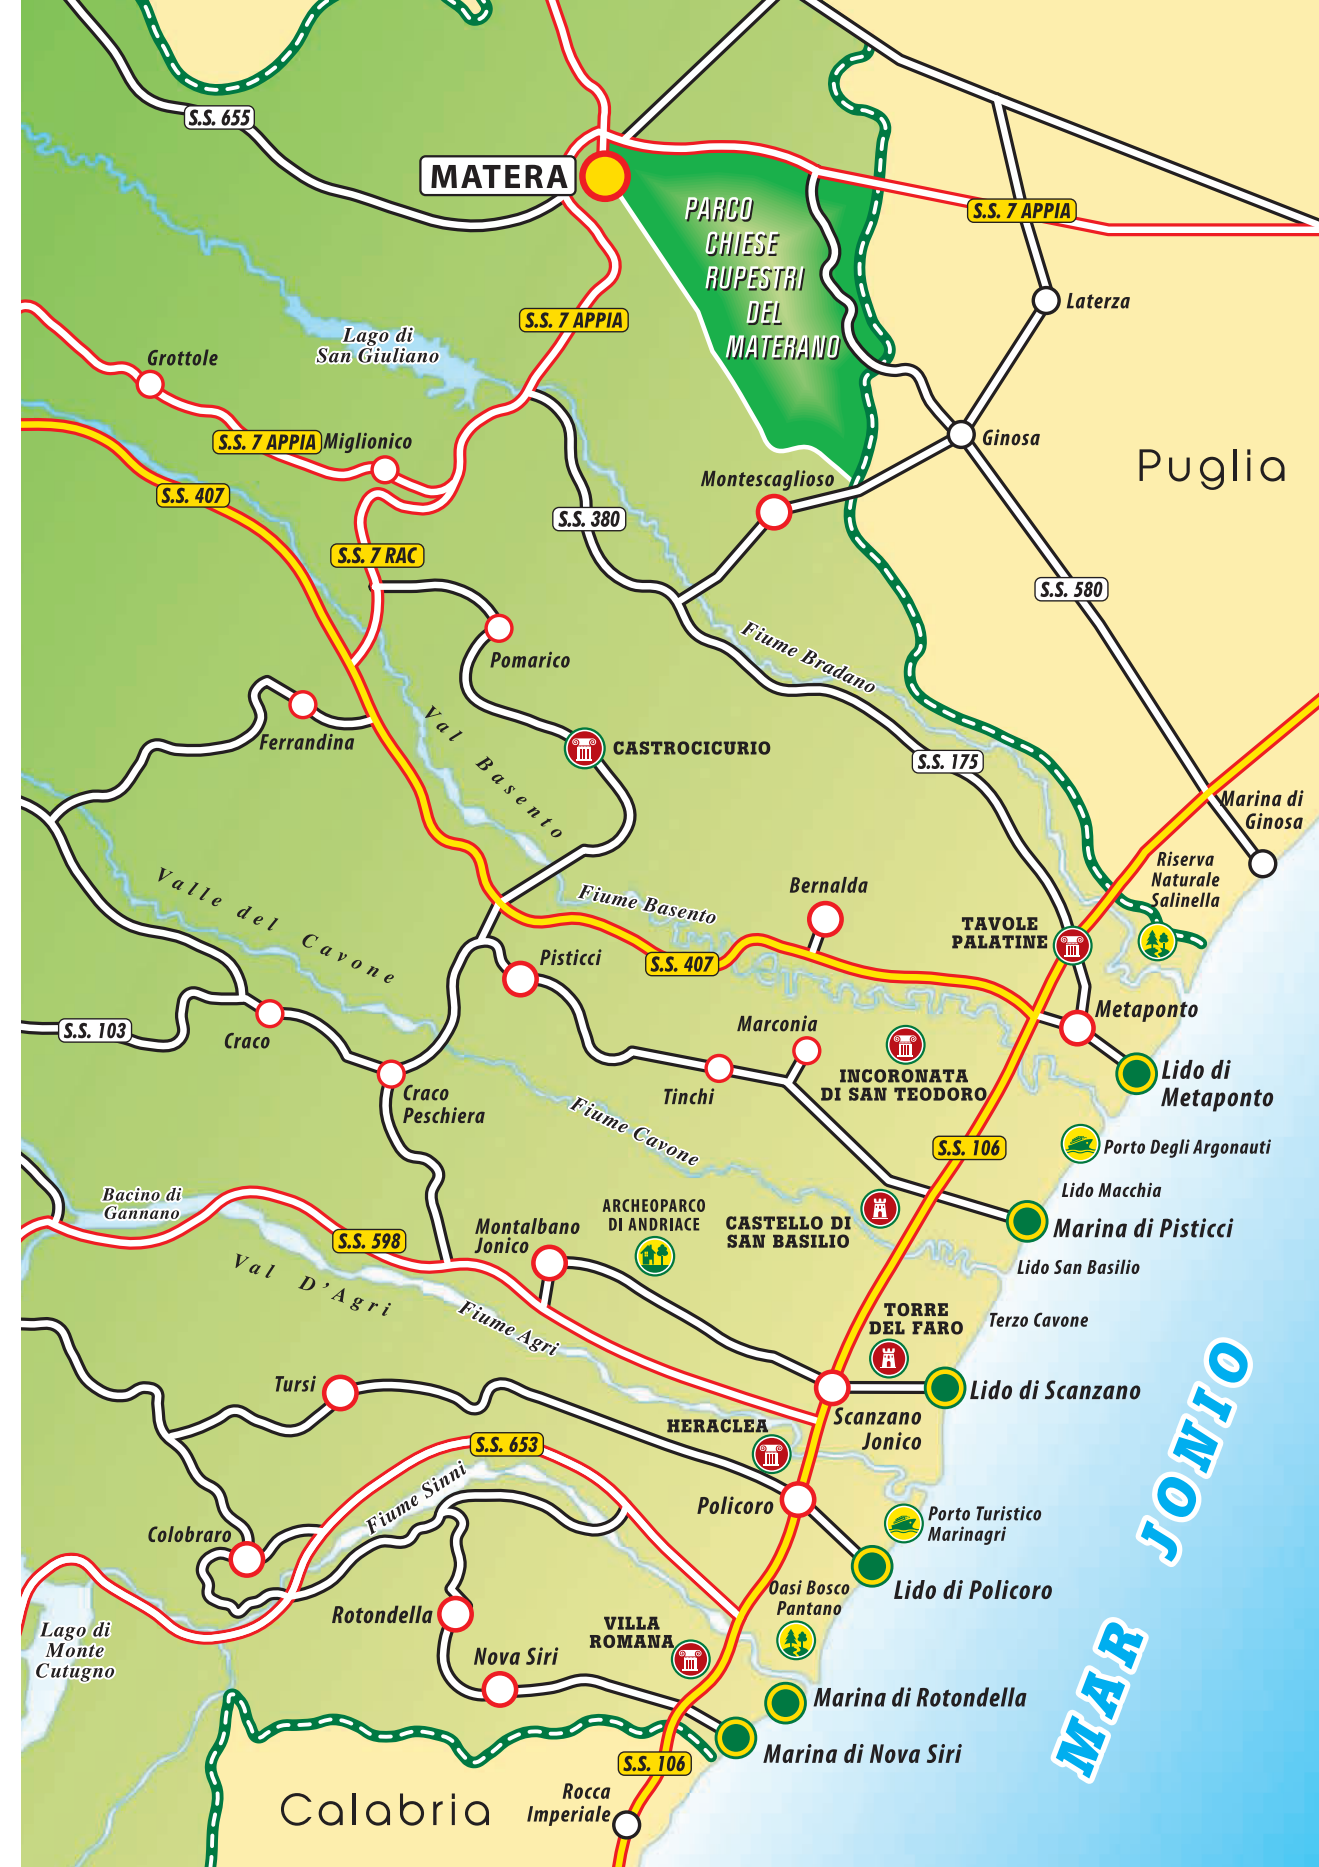 S.S. 655
MATERA
PARCO
CHIESE
RUPESTRI
DEL
MATERANO
S.S. 7 APPIA
Laterza
S.S. 7 APPIA
Lago di
San Giuliano
Grottole
S.S. 7 APPIA
Miglionico
Ginosa
Puglia
Montescaglioso
S.S. 407
S.S. 380
S.S. 7 RAC
S.S. 580
Fiume Bradano
Pomarico
Ferrandina
Val Basento
CASTROCICURIO
S.S. 175
Marina di
Ginosa
Riserva
Naturale
Salinella
Valle del Cavone
Fiume Basento
Bernalda
TAVOLE
PALATINE
Pisticci
S.S. 407
Metaponto
S.S. 103
Craco
Marconia
INCORONATA
DI SAN TEODORO
Lido di
Metaponto
Craco
Peschiera
Tinchi
Fiume Cavone
S.S. 106
Porto Degli Argonauti
Bacino di
Gannano
Lido Macchia
ARCHEOPARCO
DI ANDRIACE
CASTELLO DI
SAN BASILIO
Marina di Pisticci
Montalbano
Jonico
S.S. 598
Val D'Agri
Lido San Basilio
Fiume Agri
TORRE
DEL FARO
Terzo Cavone
Tursi
Lido di Scanzano
Scanzano
Jonico
HERACLEA
S.S. 653
MAR JONIO
Fiume Sinni
Policoro
Porto Turistico
Marinagri
Colobraro
Oasi Bosco
Pantano
Lido di Policoro
Rotondella
VILLA
ROMANA
Lago di
Monte
Cutugno
Nova Siri
Marina di Rotondella
Marina di Nova Siri
S.S. 106
Rocca
Imperiale
Calabria